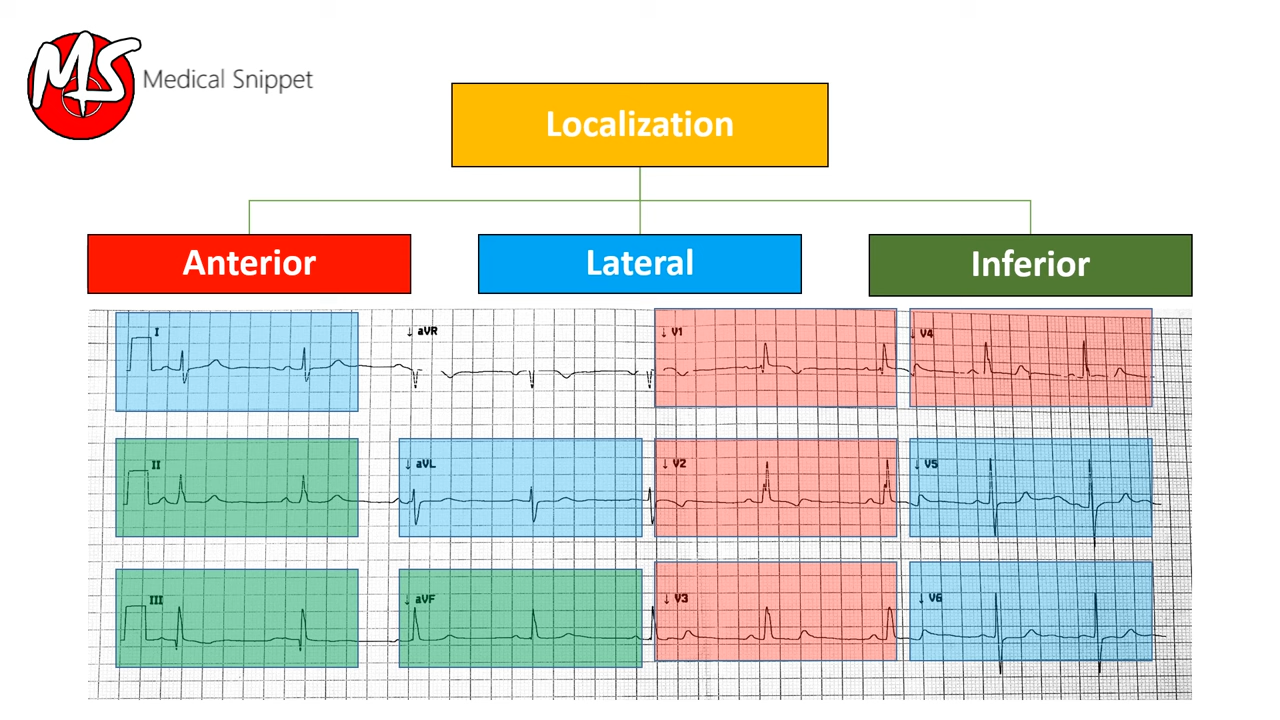 MS
Medical Snippet
Localization
Anterior
Lateral
Inferior
I
↓ aVR
↓ V1
↓ V4
II
↓ aVL
↓ V2
↓ V5
III
↓ aVF
↓ V3
↓ V6